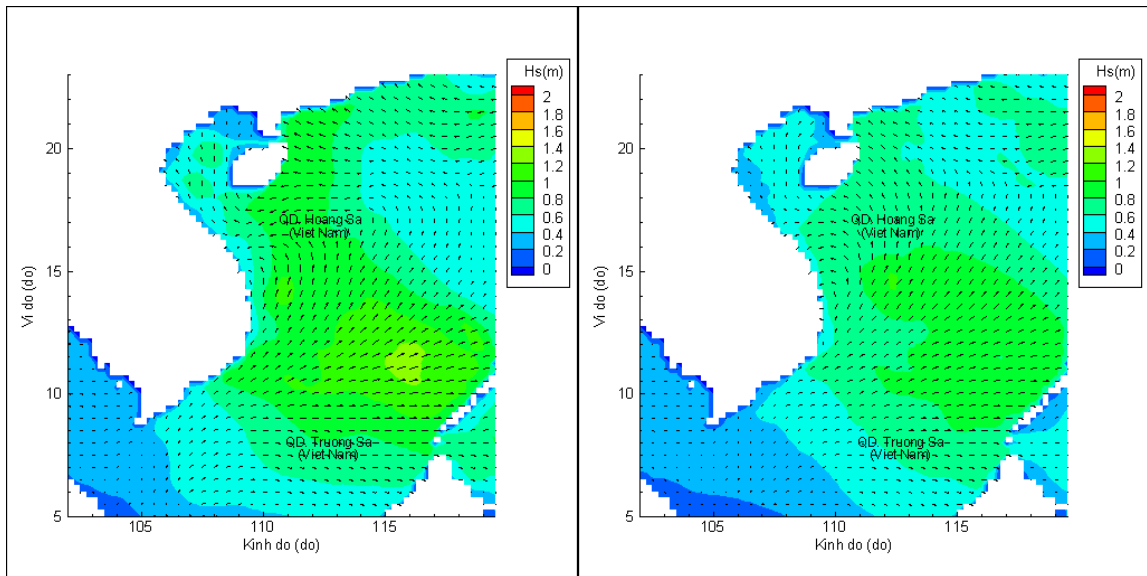 Hs(m)
2
1.8
1.6
1.4
1.2
1
0.8
0.6
0.4
0.2
0
20
15
10
5
Vi do (do)
QD. Hoang Sa
(Viet Nam)
QD. Truong Sa
(Viet Nam)
105
110
115
Kinh do (do)
Hs(m)
2
1.8
1.6
1.4
1.2
1
0.8
0.6
0.4
0.2
0
20
15
10
5
Vi do (do)
QD. Hoang Sa
(Viet Nam)
QD. Truong Sa
(Viet Nam)
105
110
115
Kinh do (do)